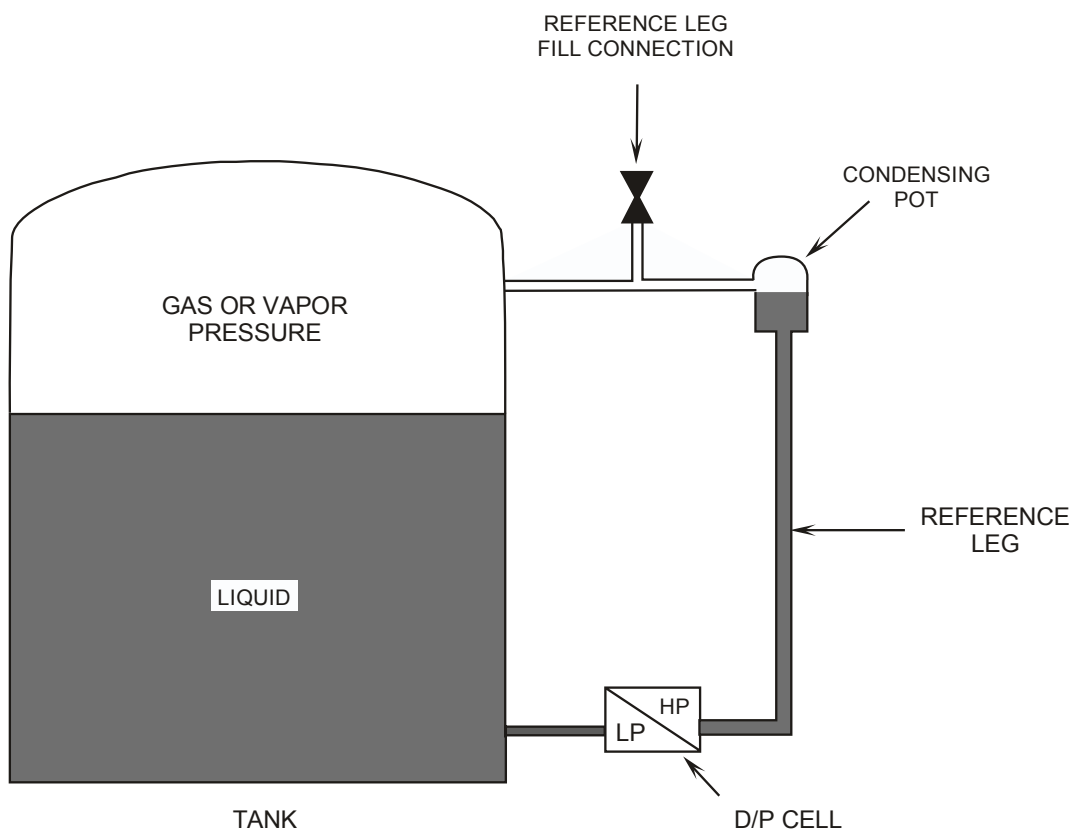 REFERENCE LEG
FILL CONNECTION
CONDENSING
POT
GAS OR VAPOR
PRESSURE
REFERENCE
LEG
LIQUID
HP
LP
TANK
D/P CELL